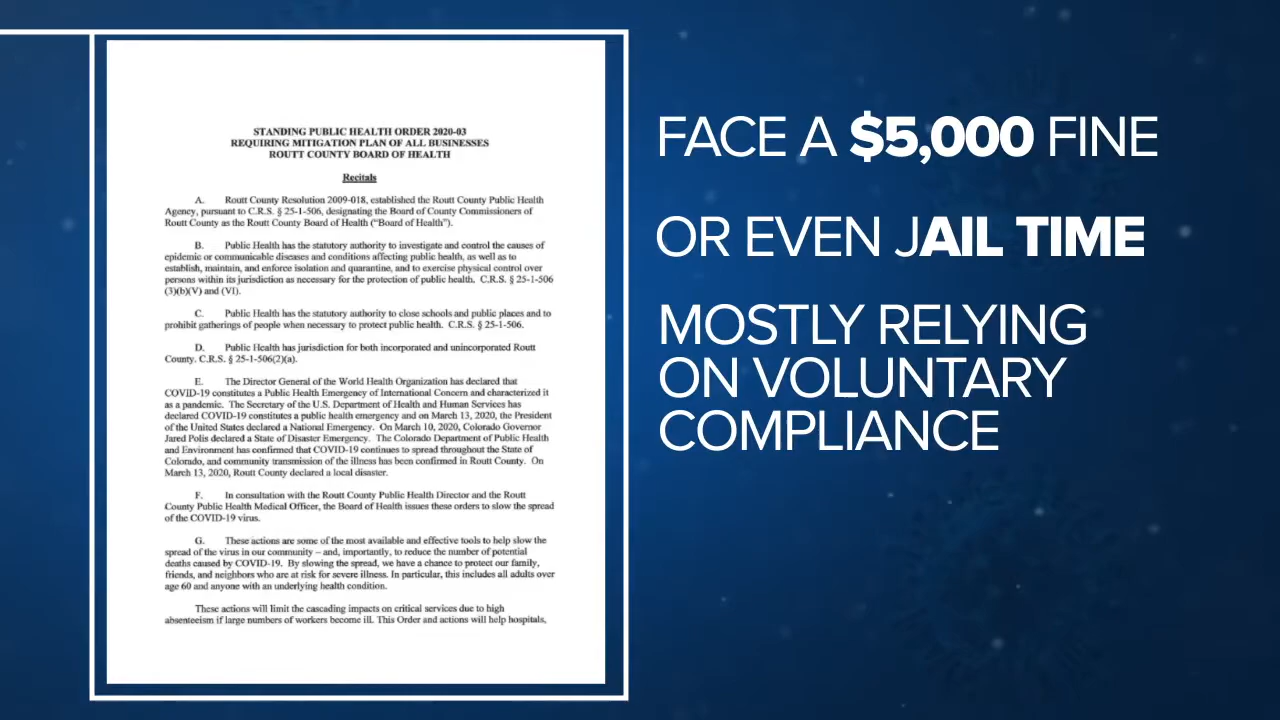 STANDING PUBLIC HEALTH ORDER 2020-03
REQUIRING MITIGATION PLAN OF ALL BUSINESSES
ROUTT COUNTY BOARD OF HEALTH
Recitals
A. Routt County Resolution 2009-018, established the Routt County Public Health
Agency, pursuant to C.R.S. § 25-1-506, designating the Board of County Commissioners of
Routt County as the Routt County Board of Health ("Board of Health").
B. Public Health has the statutory authority to investigate and control the causes of
epidemic or communicable diseases and conditions affecting public health, as well as to
establish, maintain, and enforce isolation and quarantine, and to exercise physical control over
persons within its jurisdiction as necessary for the protection of public health. C.R.S. § 25-1-506
(3)(b)(V) and (VI).
C. Public Health has the statutory authority to close schools and public places and to
prohibit gatherings of people when necessary to protect public health. C.R.S. § 25-1-506.
D. Public Health has jurisdiction for both incorporated and unincorporated Routt
County. C.R.S. § 25-1-506(2)(a).
E. The Director General of the World Health Organization has declared that
COVID-19 constitutes a Public Health Emergency of International Concern and characterized it
as a pandemic. The Secretary of the U.S. Department of Health and Human Services has
declared COVID-19 constitutes a public health emergency and on March 13, 2020, the President
of the United States declared a National Emergency. On March 10, 2020, Colorado Governor
Jared Polis declared a State of Disaster Emergency. The Colorado Department of Public Health
and Environment has confirmed that COVID-19 continues to spread throughout the State of
Colorado, and community transmission of the illness has been confirmed in Routt County. On
March 13, 2020, Routt County declared a local disaster.
F. In consultation with the Routt County Public Health Director and the Routt
County Public Health Medical Officer, the Board of Health issues these orders to slow the spread
of the COVID-19 virus.
G. These actions are some of the most available and effective tools to help slow the
spread of the virus in our community – and, importantly, to reduce the number of potential
deaths caused by COVID-19. By slowing the spread, we have a chance to protect our family,
friends, and neighbors who are at risk for severe illness. In particular, this includes all adults over
age 60 and anyone with an underlying health condition.
These actions will limit the cascading impacts on critical services due to high
absenteeism if large numbers of workers become ill. This Order and actions will help hospitals,
FACE A $5,000 FINE
OR EVEN JAIL TIME
MOSTLY RELYING
ON VOLUNTARY
COMPLIANCE